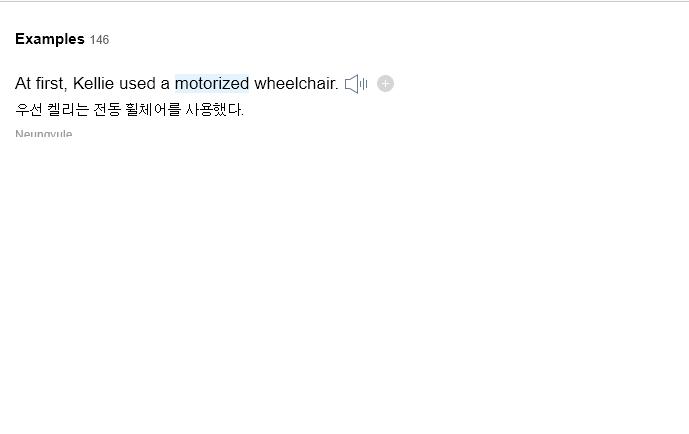 Examples 146
At first, Kellie used a motorized wheelchair.
우선 켈리는 전동 휠체어를 사용했다.
Neungyule